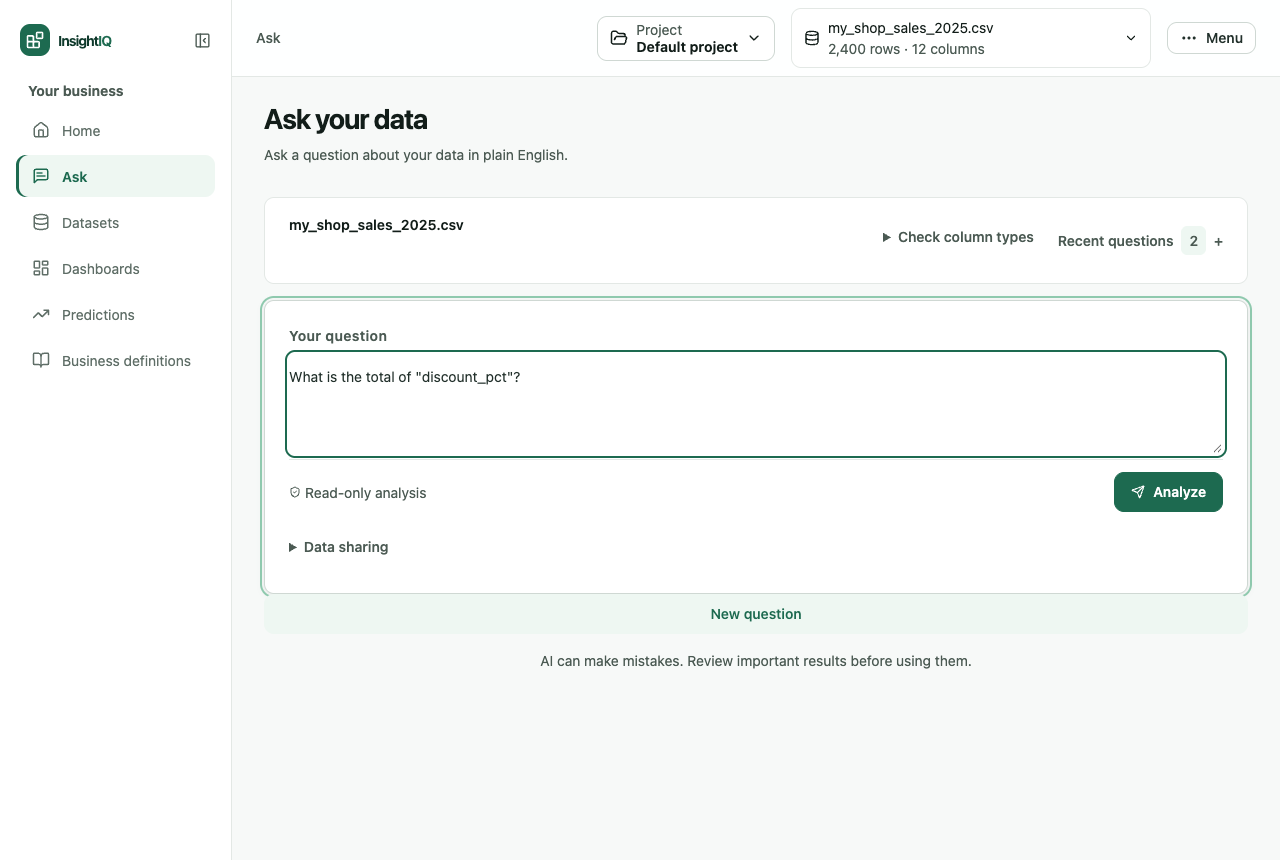 InsightIQ
Ask
Project
Default project
my_shop_sales_2025.csv
2,400 rows · 12 columns
Menu
Your business
Home
Ask
Datasets
Dashboards
Predictions
Business definitions
Ask your data
Ask a question about your data in plain English.
my_shop_sales_2025.csv
Check column types
Recent questions 2 +
Your question
What is the total of "discount_pct"?
Read-only analysis
Analyze
Data sharing
New question
AI can make mistakes. Review important results before using them.